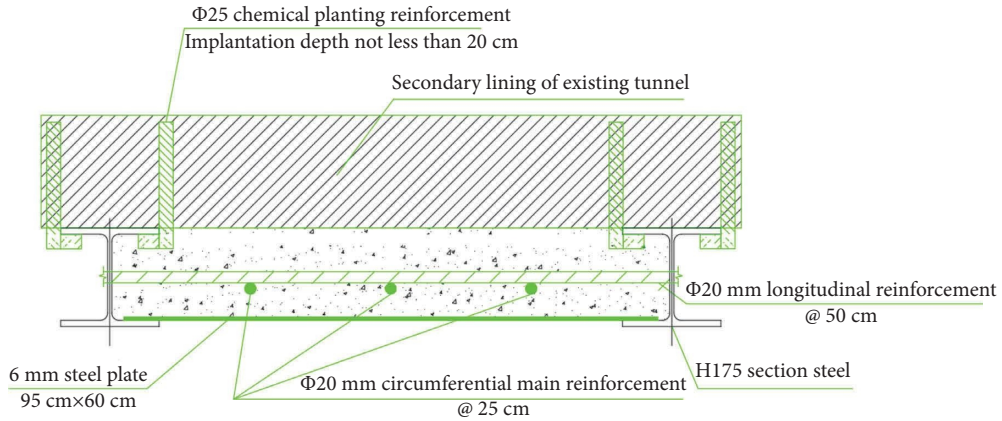 Φ25 chemical planting reinforcement
Implantation depth not less than 20 cm
Secondary lining of existing tunnel
Φ20 mm longitudinal reinforcement
@ 50 cm
6 mm steel plate
95 cm×60 cm
Φ20 mm circumferential main reinforcement
@ 25 cm
H175 section steel